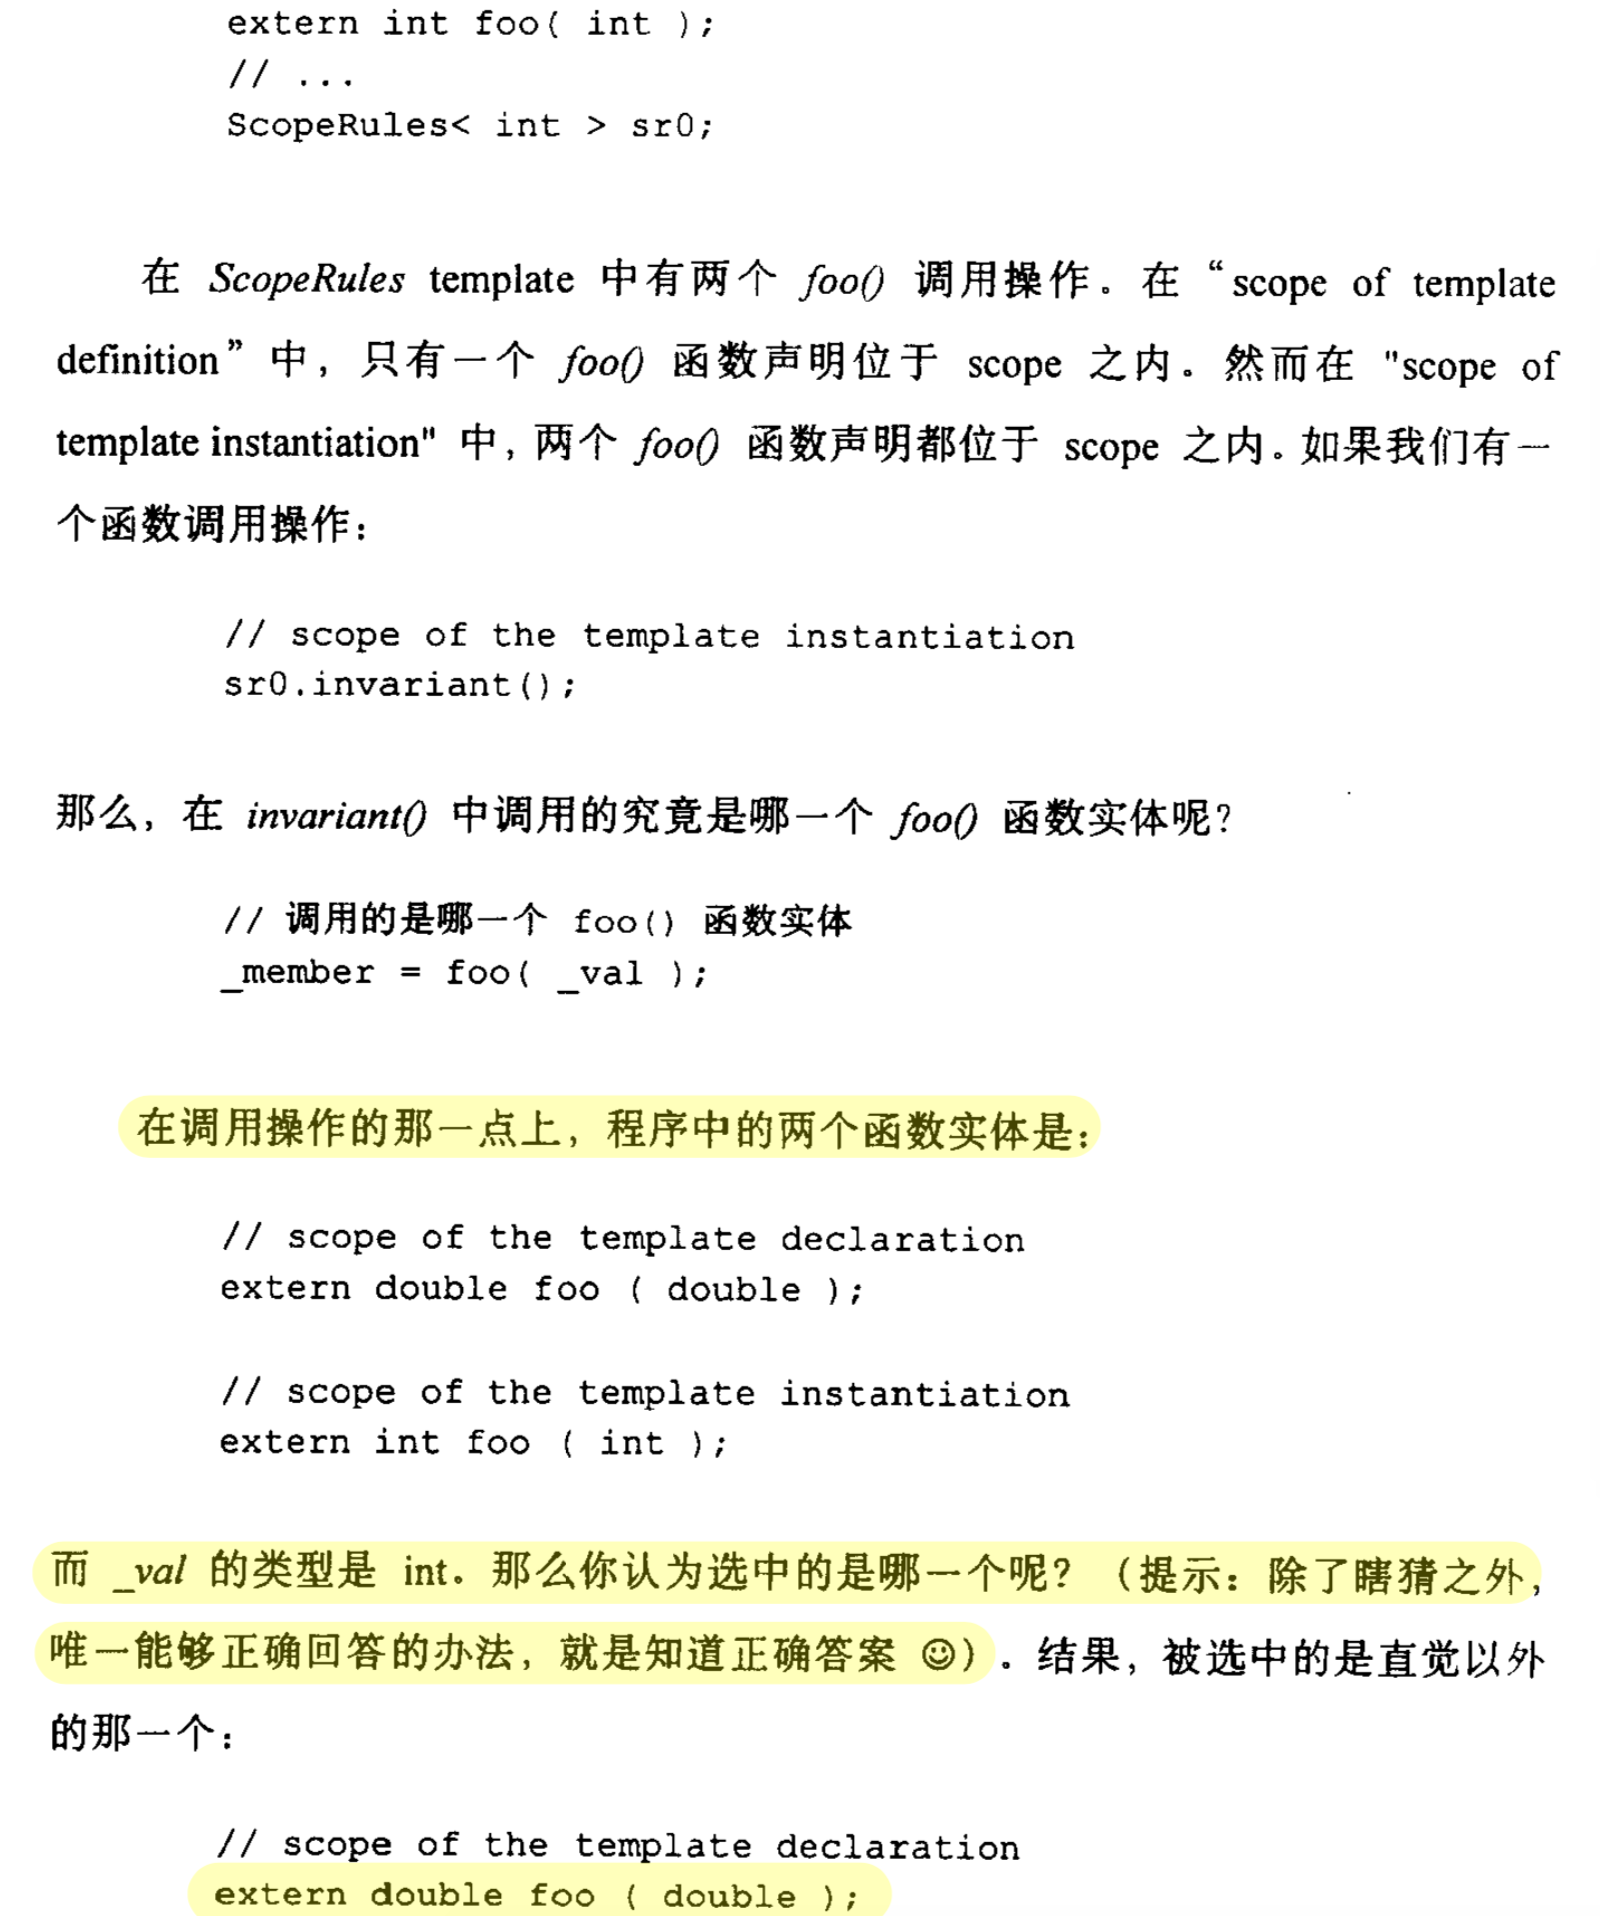 extern int foo( int );
// ...
ScopeRules< int > sr0;
在 ScopeRules template 中有两个 foo() 调用操作。在“scope of template
definition”中，只有一个 foo() 函数声明位于 scope 之内。然而在 "scope of
template instantiation" 中，两个 foo() 函数声明都位于 scope 之内。如果我们有一
个函数调用操作：
// scope of the template instantiation
sr0.invariant();
那么，在 invariant() 中调用的究竟是哪一个 foo() 函数实体呢？
// 调用的是哪一个 foo() 函数实体
_member = foo( _val );
在调用操作的那一点上，程序中的两个函数实体是：
// scope of the template declaration
extern double foo ( double );
// scope of the template instantiation
extern int foo ( int );
而 _val 的类型是 int。那么你认为选中的是哪一个呢？（提示：除了瞎猜之外，
唯一能够正确回答的办法，就是知道正确答案 ☺）。结果，被选中的是直觉以外
的那一个：
// scope of the template declaration
extern double foo ( double );